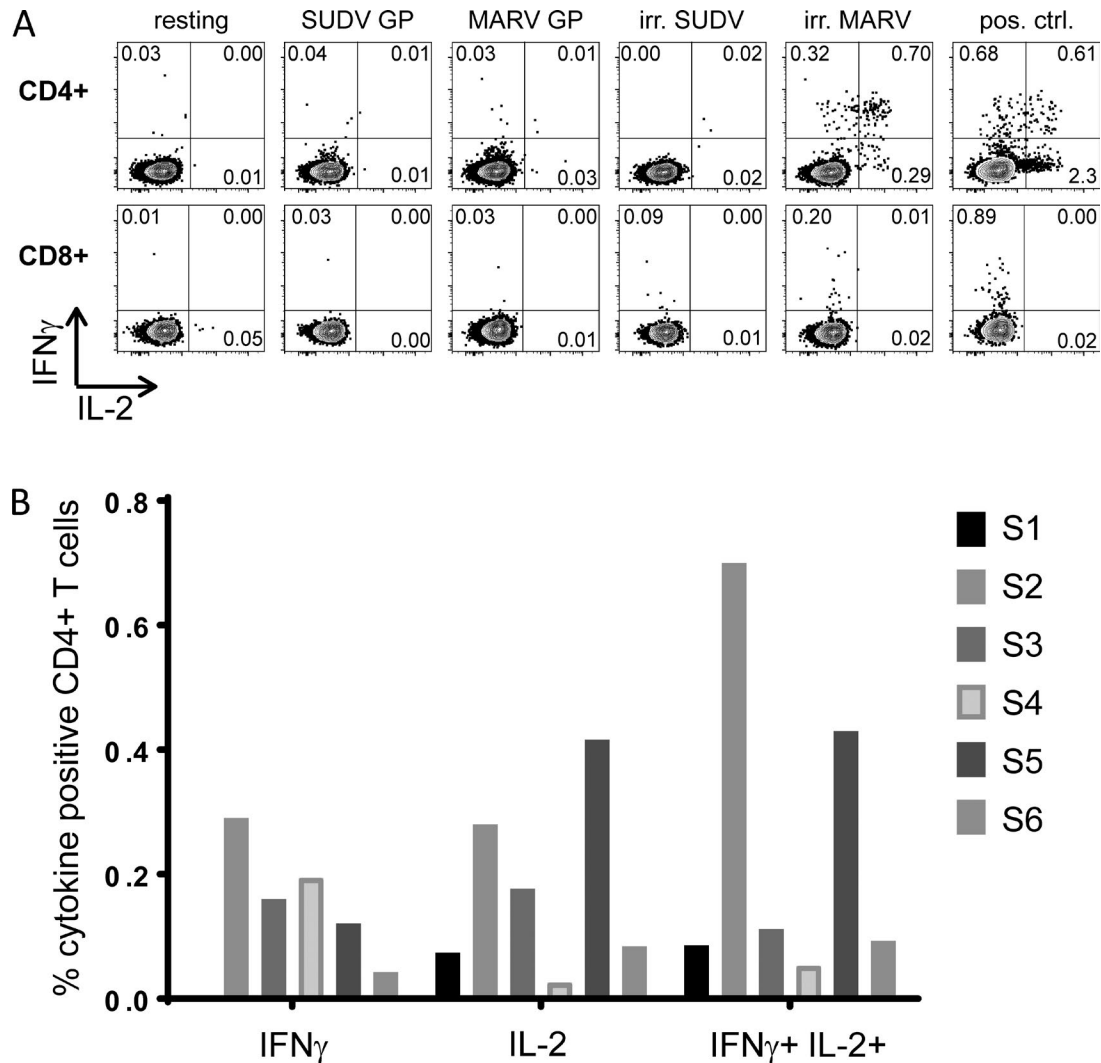 A
resting SUDV GP MARV GP irr. SUDV irr. MARV pos. ctrl.
0.03 0.00 0.04 0.01 0.03 0.01 0.00 0.02 0.32 0.70 0.68 0.61
CD4+
0.01 0.01 0.03 0.02 0.29 2.3
0.01 0.00 0.03 0.00 0.03 0.00 0.09 0.00 0.20 0.01 0.89 0.00
CD8+
0.05 0.00 0.01 0.01 0.02 0.02
IFNγ
IL-2
B
% cytokine positive CD4+ T cells
0.8
0.6
0.4
0.2
0.0
IFNγ IL-2 IFNγ+ IL-2+
S1
S2
S3
S4
S5
S6